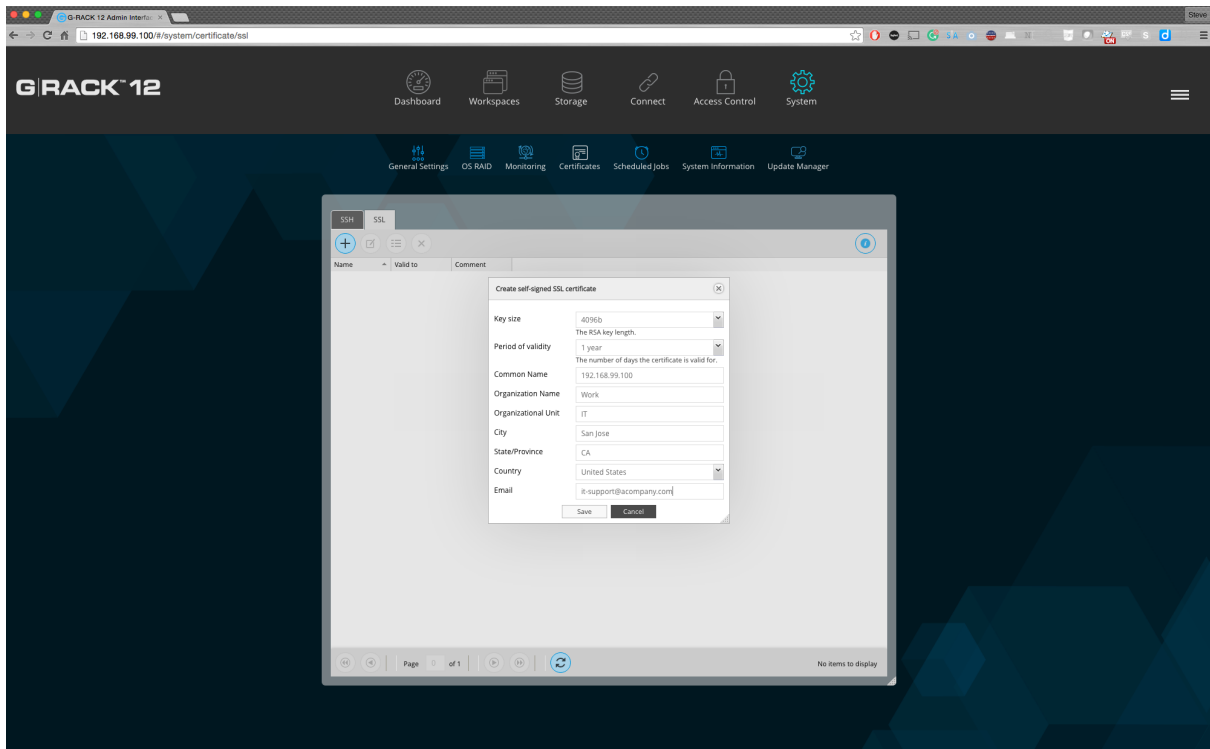 G-RACK 12 Admin Interfac
Steve
192.168.99.100/#/system/certificate/ssl
ON
G|RACK™ 12
Dashboard Workspaces Storage Connect Access Control System
General Settings OS RAID Monitoring Certificates Scheduled Jobs System Information Update Manager
SSH SSL
Name Valid to Comment
Create self-signed SSL certificate
Key size 4096b
The RSA key length.
Period of validity 1 year
The number of days the certificate is valid for.
Common Name 192.168.99.100
Organization Name Work
Organizational Unit IT
City San Jose
State/Province CA
Country United States
Email it-support@acompany.com
Save Cancel
Page 0 of 1 No items to display